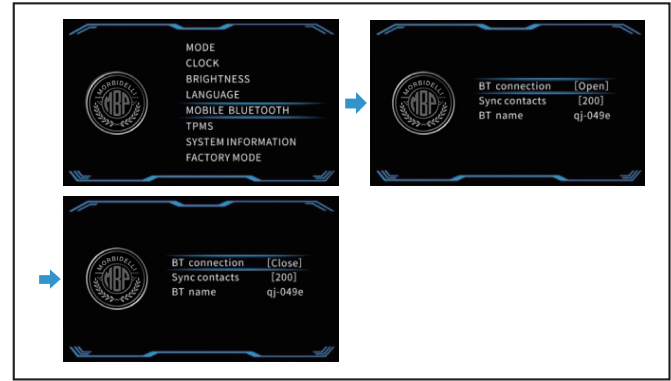 MORBIDELLI
MBP
MODE
CLOCK
BRIGHTNESS
LANGUAGE
MOBILE BLUETOOTH
TPMS
SYSTEM INFORMATION
FACTORY MODE
MORBIDELLI
MBP
BT connection [Open]
Sync contacts [200]
BT name qj-049e
MORBIDELLI
MBP
BT connection [Close]
Sync contacts [200]
BT name qj-049e